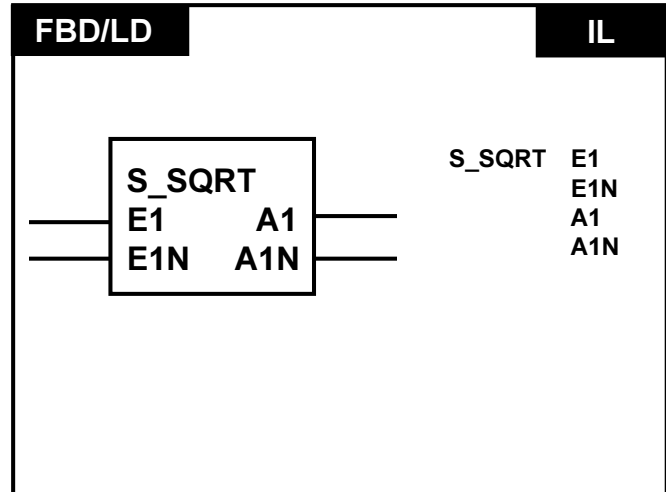 FBD/LD IL
S_SQRT
E1 A1
E1N A1N
S_SQRT E1
E1N
A1
A1N